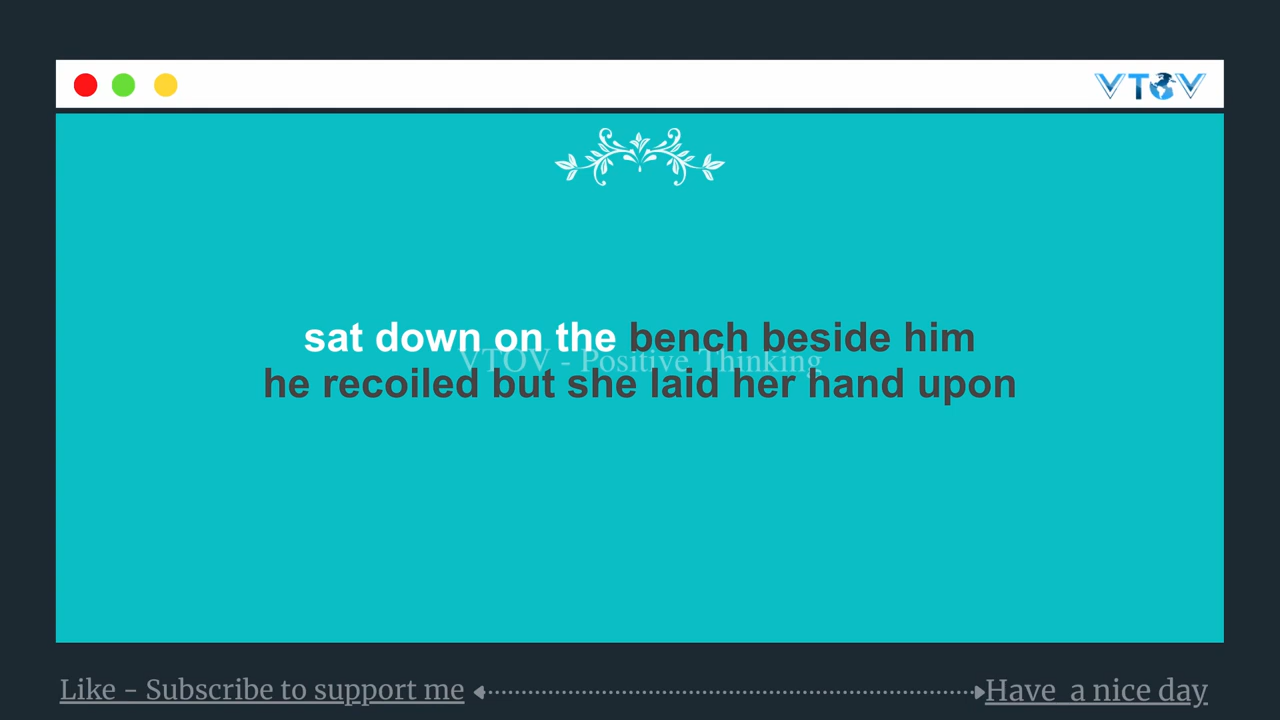 VTOV
sat down on the bench beside him
VTOV - Positive Thinking
he recoiled but she laid her hand upon
Like - Subscribe to support me
Have a nice day